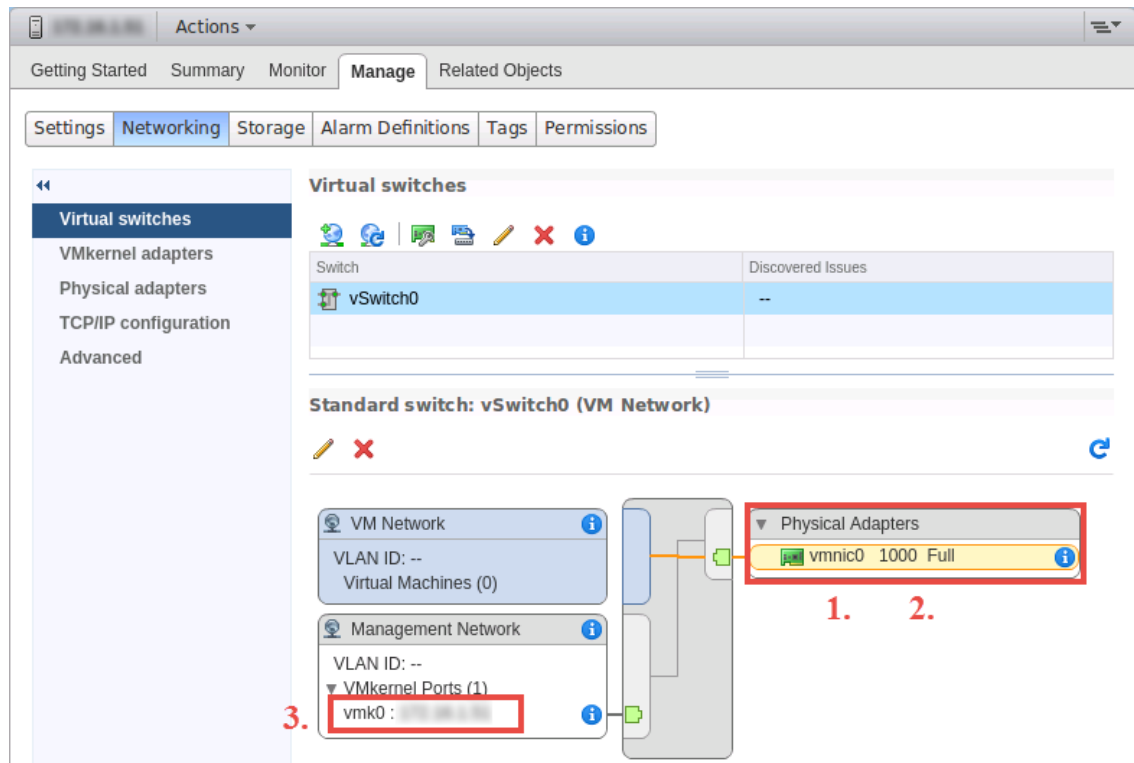 Actions
Getting Started Summary Monitor Manage Related Objects
Settings Networking Storage Alarm Definitions Tags Permissions
Virtual switches
Virtual switches
VMkernel adapters
Physical adapters
TCP/IP configuration
Advanced
Switch Discovered Issues
vSwitch0 --
Standard switch: vSwitch0 (VM Network)
VM Network
VLAN ID: --
Virtual Machines (0)
Physical Adapters
vmnic0 1000 Full
1. 2.
Management Network
VLAN ID: --
VMkernel Ports (1)
3. vmk0 :